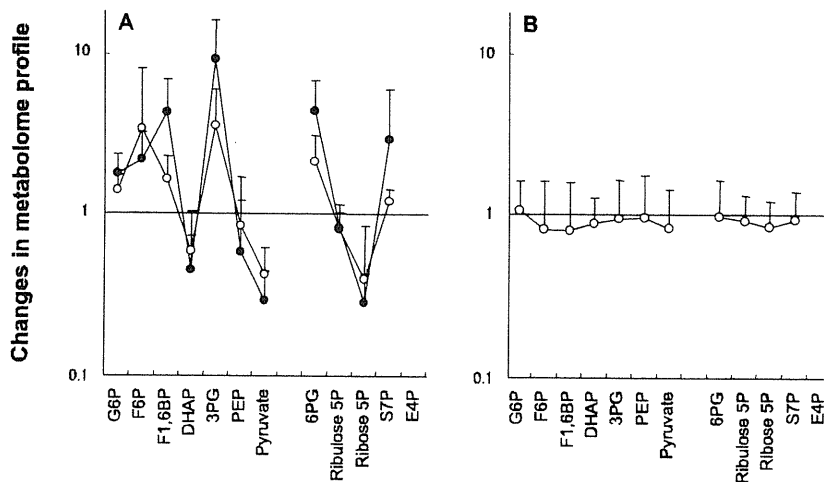 Changes in metabolome profile
A
10
1
0.1
G6P
F6P
F1,6BP
DHAP
3PG
PEP
Pyruvate
6PG
Ribulose 5P
Ribose 5P
S7P
E4P
B
10
1
0.1
G6P
F6P
F1,6BP
DHAP
3PG
PEP
Pyruvate
6PG
Ribulose 5P
Ribose 5P
S7P
E4P